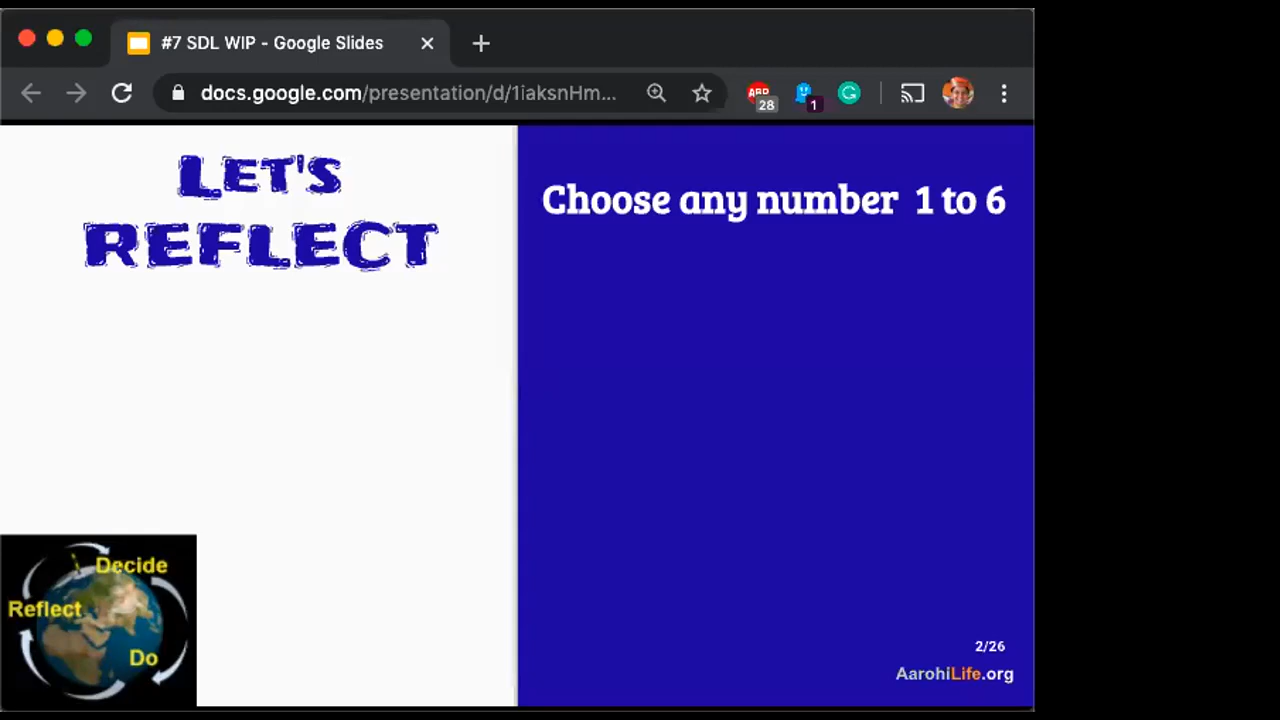 #7 SDL WIP - Google Slides
docs.google.com/presentation/d/1iaksnHm...
ABP
28
1
LET'S
REFLECT
Choose any number 1 to 6
Decide
Reflect
Do
2/26
AarohiLife.org